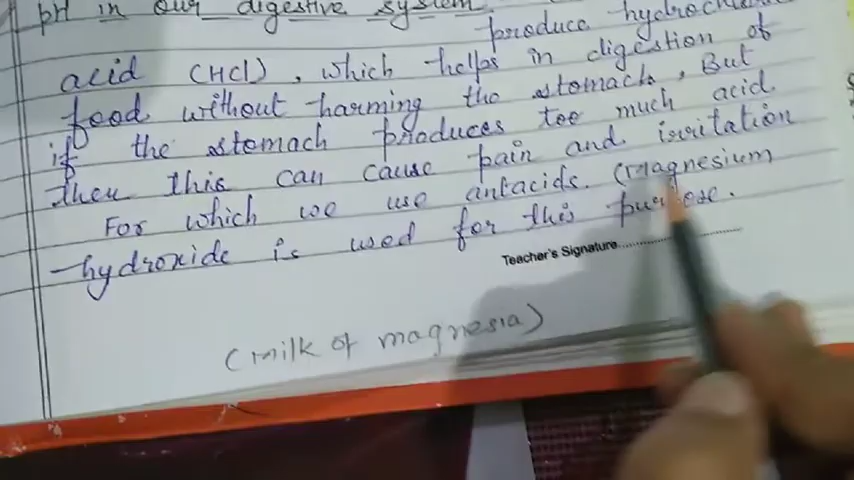 pH in our digestive system
produce hydrochloric
acid (HCl), which helps in digestion of
food without harming the stomach, But
if the stomach produces too much acid
then this can cause pain and irritation
For which we use antacids. (Magnesium
hydroxide is used for this purpose.
Teacher's Signature
(Milk of magnesia)